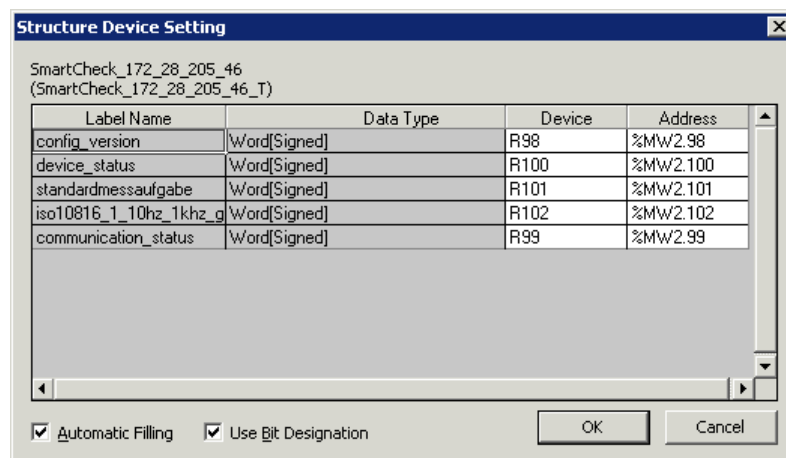 Structure Device Setting
SmartCheck_172_28_205_46
(SmartCheck_172_28_205_46_T)
Label Name Data Type Device Address
config_version Word[Signed] R98 %MW2.98
device_status Word[Signed] R100 %MW2.100
standardmessaufgabe Word[Signed] R101 %MW2.101
iso10816_1_10hz_1khz_g Word[Signed] R102 %MW2.102
communication_status Word[Signed] R99 %MW2.99
Automatic Filling Use Bit Designation OK Cancel